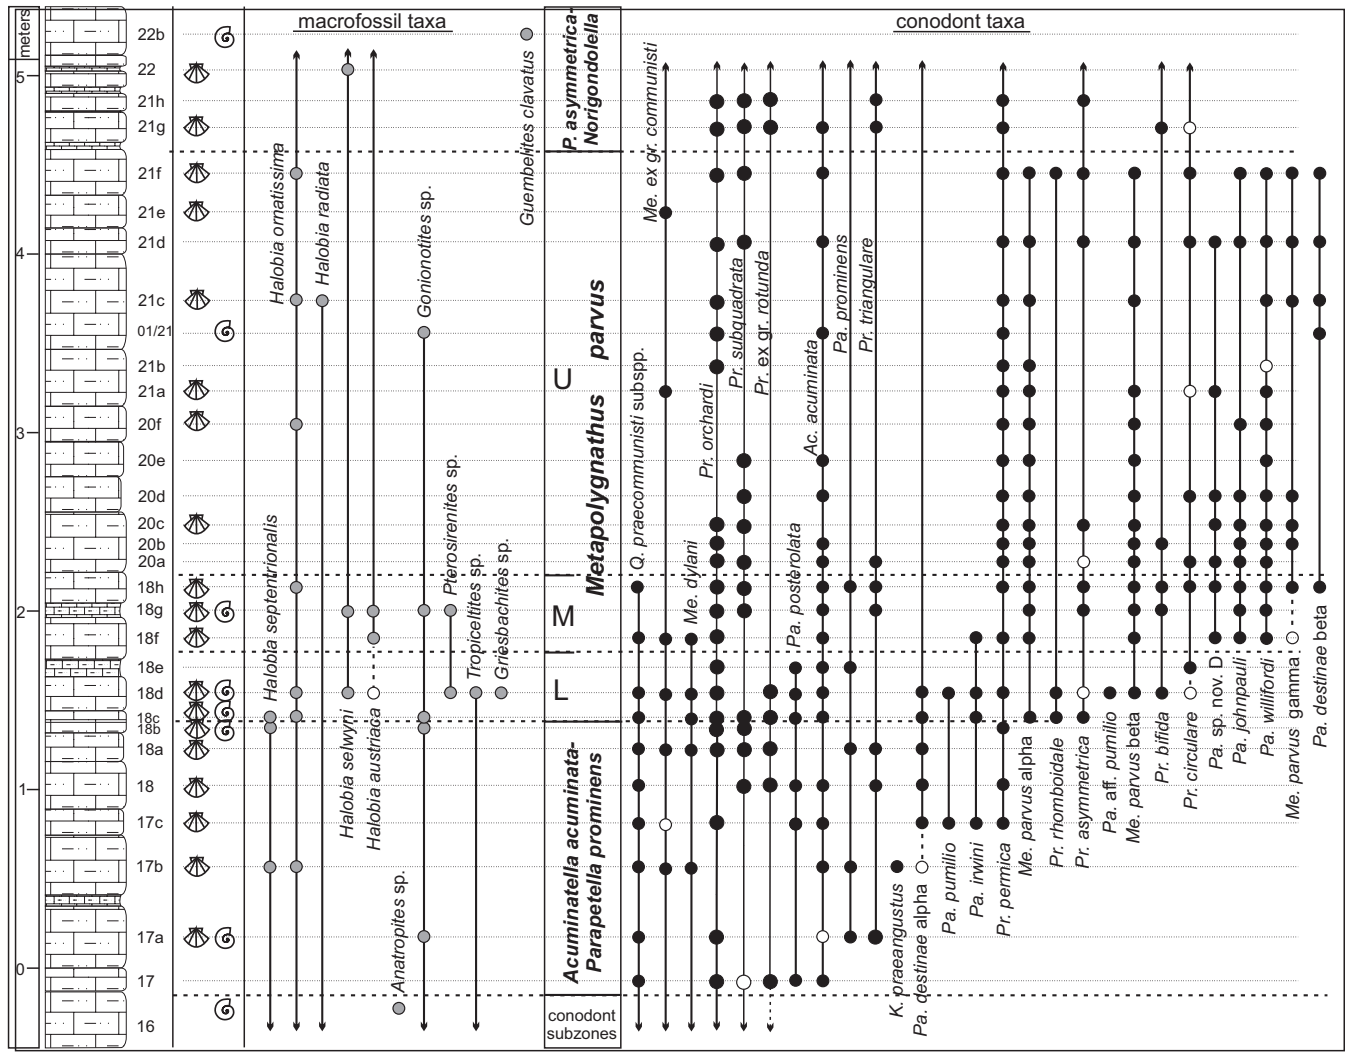 meters
5
4
3
2
1
0
22b
22
21h
21g
21f
21e
21d
21c
01/21
21b
21a
20f
20e
20d
20c
20b
20a
18h
18g
18f
18e
18d
18c
18b
18a
18
17c
17b
17a
17
16
macrofossil taxa
Halobia septentrionalis
Halobia ornatissima
Halobia radiata
Halobia selwyni
Halobia austriaca
Anatropites sp.
Gonionotites sp.
Pterosirenites sp.
Tropiceltites sp.
Griesbachites sp.
Guembelites clavatus
P. asymmetrica-
Norigondolella
Metapolygnathus parvus
U
M
L
Acuminatella acuminata-
Parapetella prominens
conodont
subzones
conodont taxa
Q. praecommunisti subspp.
Me. ex gr. communisti
Me. dylani
Pr. orchardi
Pr. subquadrata
Pr. ex gr. rotunda
Pa. posterolata
Ac. acuminata
Pa. prominens
Pr. triangulare
K. praeangustus
Pa. destinae alpha
Pa. pumilio
Pa. irwini
Pr. permica
Me. parvus alpha
Pr. rhomboidale
Pr. asymmetrica
Pa. aff. pumilio
Me. parvus beta
Pr. bifida
Pr. circulare
Pa. sp. nov. D
Pa. johnpauli
Pa. willifordi
Me. parvus gamma
Pa. destinae beta